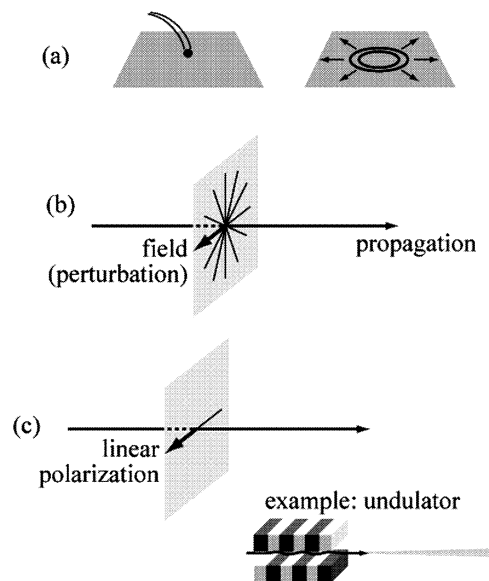 (a)
(b)
field
(perturbation)
propagation
(c)
linear
polarization
example: undulator